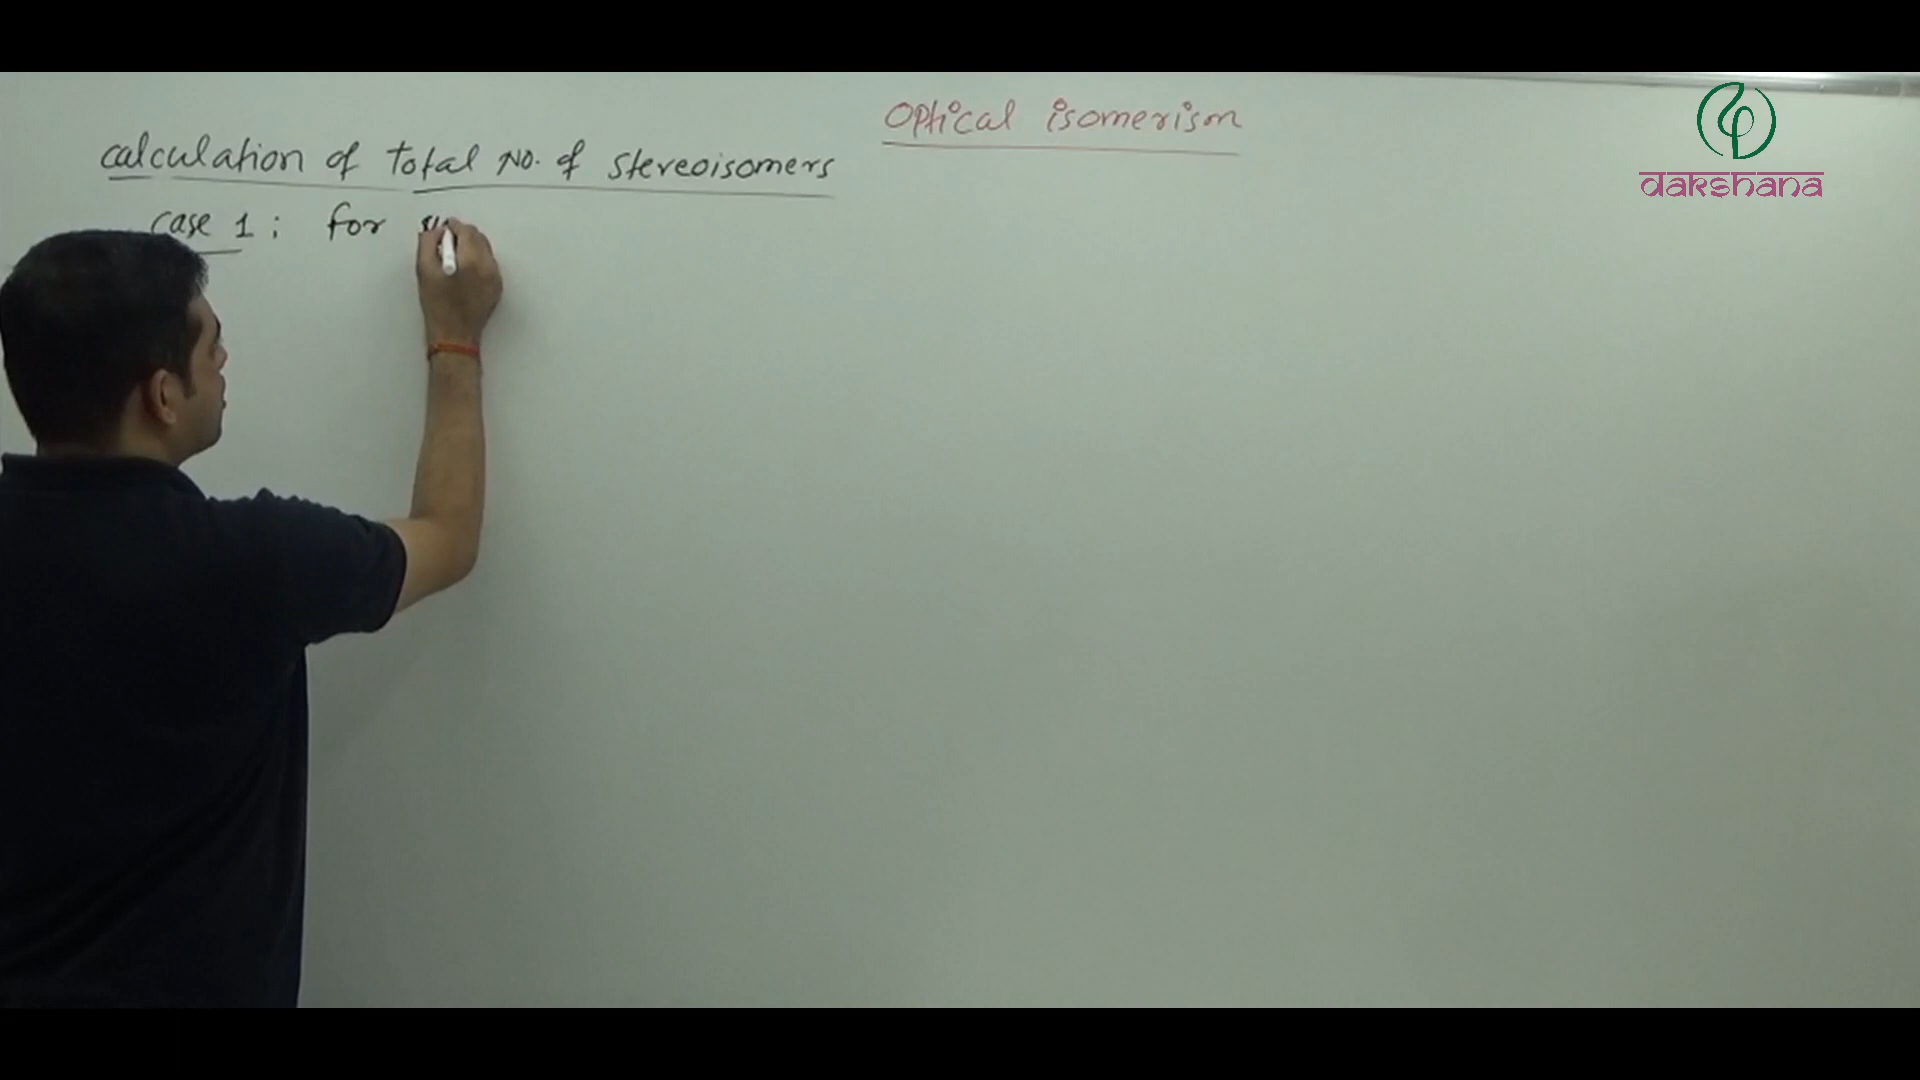 Optical isomerism
dakshana
calculation of total No. of stereoisomers
case 1 : for